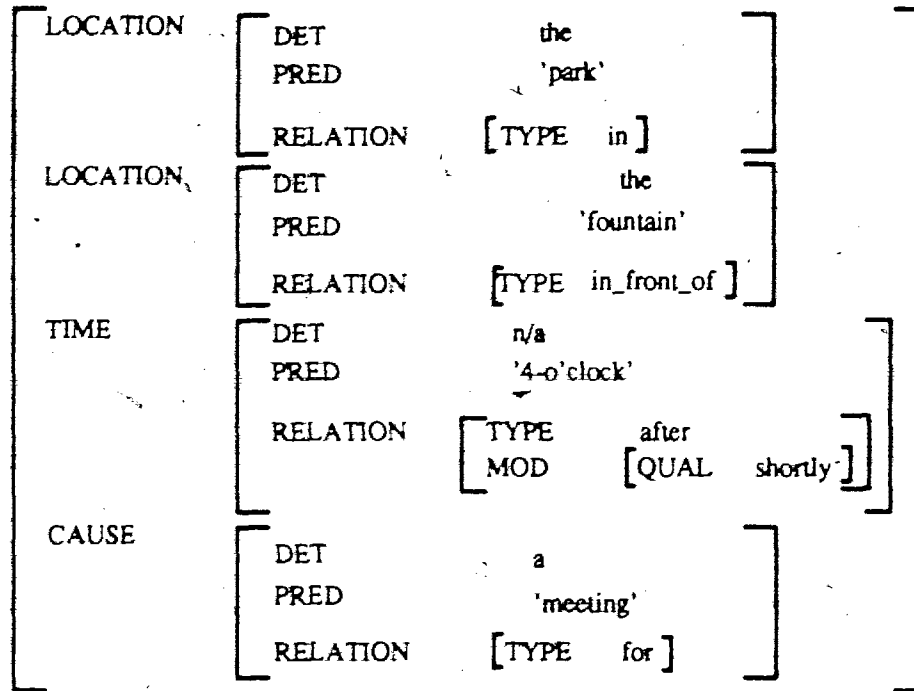 LOCATION [ DET the
PRED 'park'
RELATION [TYPE in] ]
LOCATION [ DET the
PRED 'fountain'
RELATION [TYPE in_front_of] ]
TIME [ DET n/a
PRED '4-o'clock'
RELATION [ TYPE after
MOD [QUAL shortly] ] ]
CAUSE [ DET a
PRED 'meeting'
RELATION [TYPE for] ]